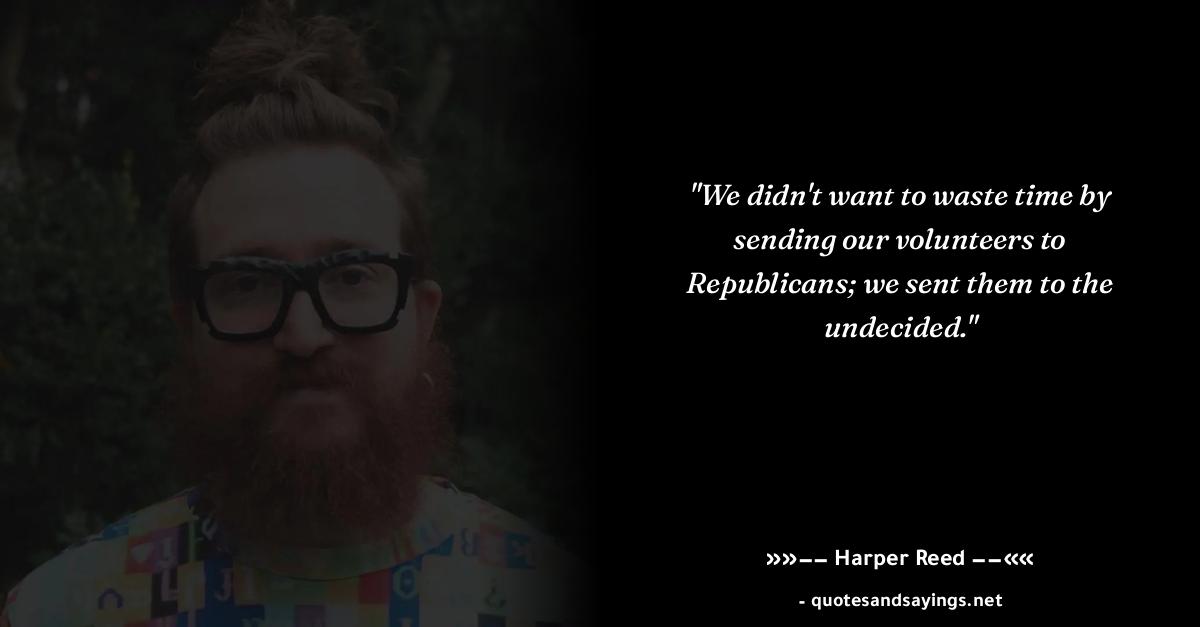 "We didn't want to waste time by
sending our volunteers to
Republicans; we sent them to the
undecided."
»»−− Harper Reed −−««
- quotesandsayings.net